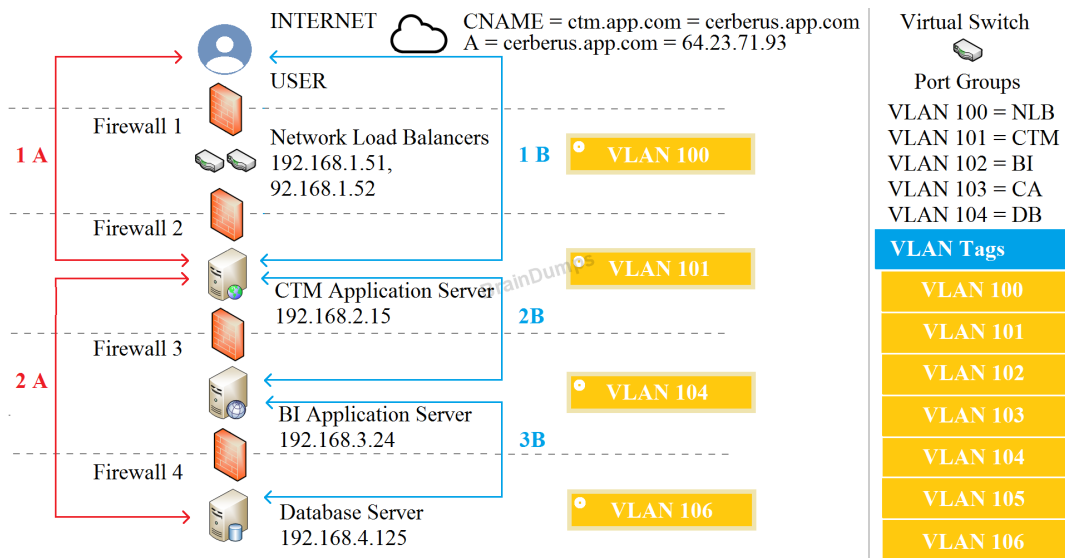 INTERNET
CNAME = ctm.app.com = cerberus.app.com
A = cerberus.app.com = 64.23.71.93
USER
Firewall 1
1 A
Network Load Balancers
192.168.1.51,
92.168.1.52
1 B
VLAN 100
Firewall 2
VLAN 101
BrainDumps
CTM Application Server
192.168.2.15
2B
Firewall 3
2 A
VLAN 104
BI Application Server
192.168.3.24
3B
Firewall 4
Database Server
192.168.4.125
VLAN 106
Virtual Switch
Port Groups
VLAN 100 = NLB
VLAN 101 = CTM
VLAN 102 = BI
VLAN 103 = CA
VLAN 104 = DB
VLAN Tags
VLAN 100
VLAN 101
VLAN 102
VLAN 103
VLAN 104
VLAN 105
VLAN 106